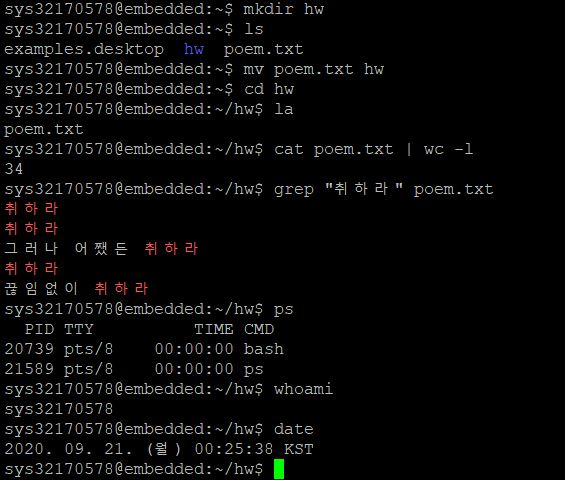 sys32170578@embedded:~$ mkdir hw
sys32170578@embedded:~$ ls
examples.desktop  hw  poem.txt
sys32170578@embedded:~$ mv poem.txt hw
sys32170578@embedded:~$ cd hw
sys32170578@embedded:~/hw$ la
poem.txt
sys32170578@embedded:~/hw$ cat poem.txt | wc -l
34
sys32170578@embedded:~/hw$ grep "취하라" poem.txt
취하라
취하라
그러나 어쨌든 취하라
취하라
끊임없이 취하라
sys32170578@embedded:~/hw$ ps
  PID TTY          TIME CMD
20739 pts/8    00:00:00 bash
21589 pts/8    00:00:00 ps
sys32170578@embedded:~/hw$ whoami
sys32170578
sys32170578@embedded:~/hw$ date
2020. 09. 21. (월) 00:25:38 KST
sys32170578@embedded:~/hw$